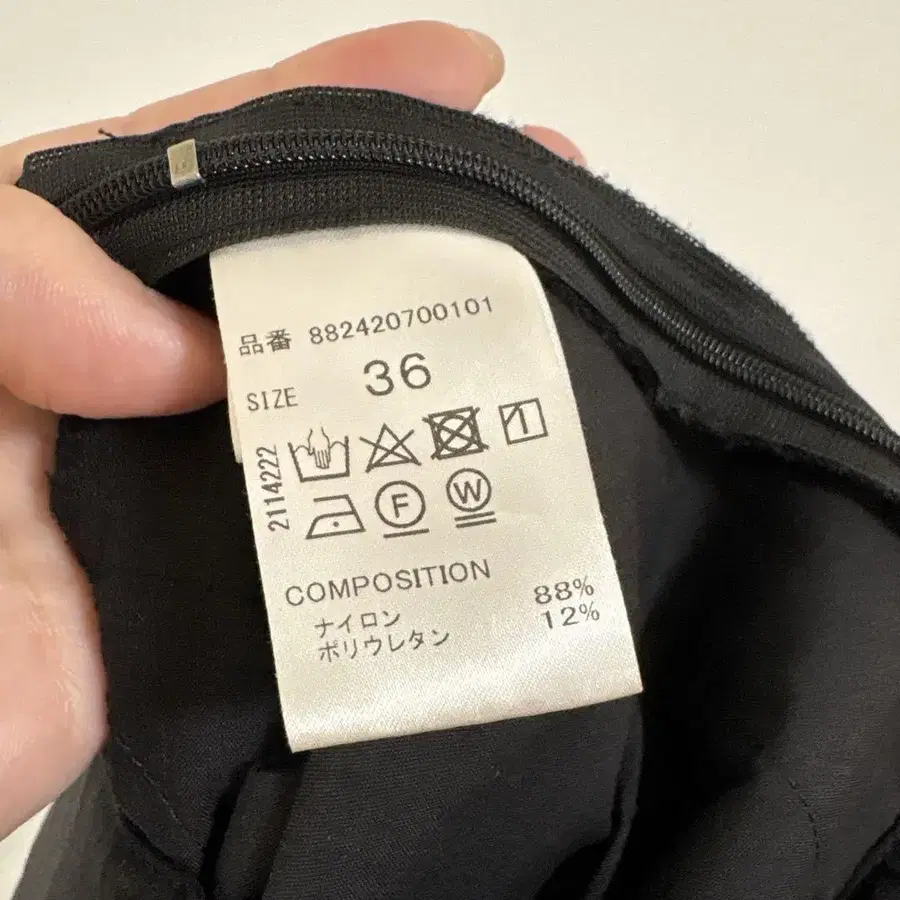 品番 882420700101
SIZE 36
2114222
F W
COMPOSITION
ナイロン 88%
ポリウレタン 12%